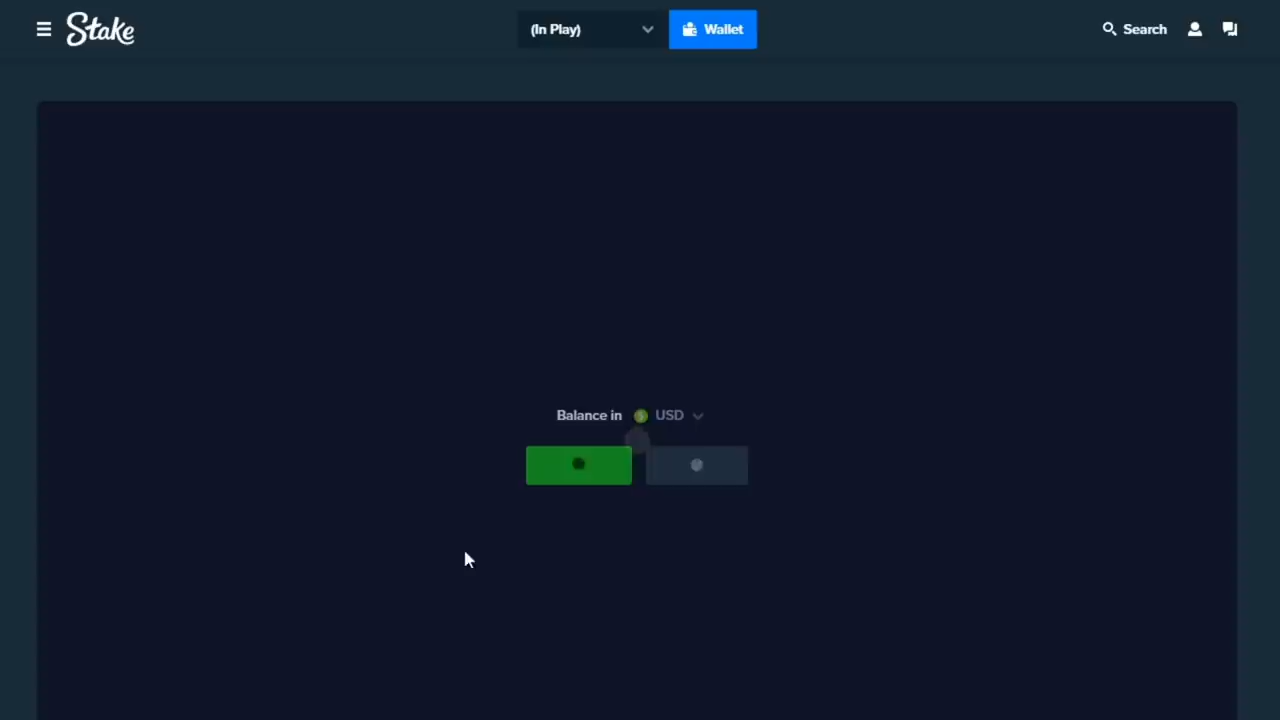 Stake
(In Play)
Wallet
Search
Balance in $ USD